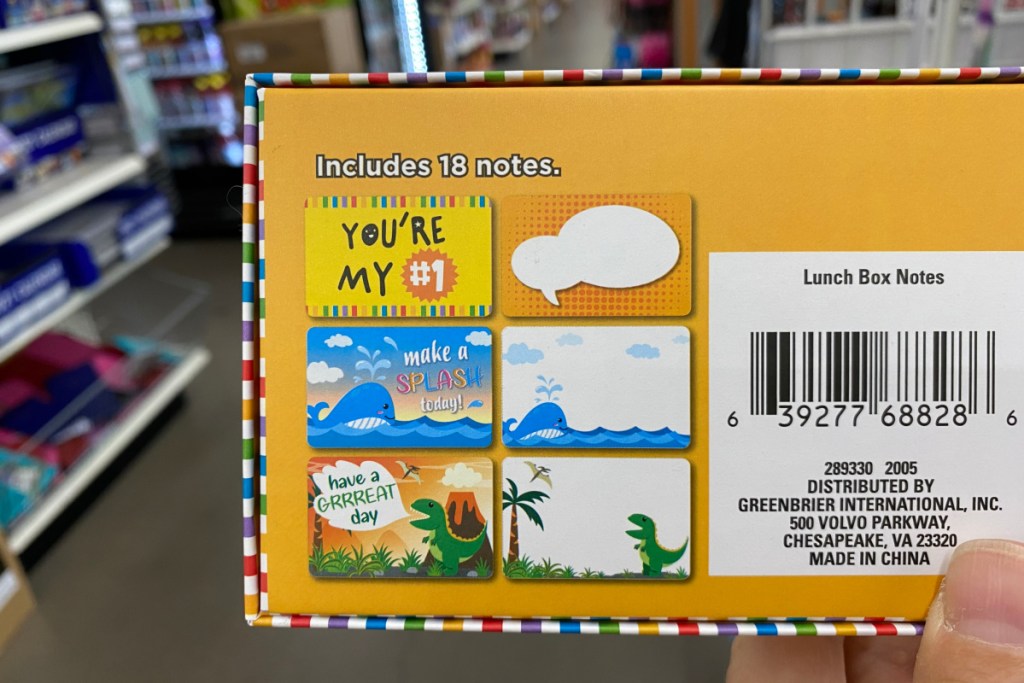 Includes 18 notes.
YOU'RE
MY #1
make a
SPLASH
today!
have a
GRRREAT
day
Lunch Box Notes
6 39277 68828 6
289330 2005
DISTRIBUTED BY
GREENBRIER INTERNATIONAL, INC.
500 VOLVO PARKWAY,
CHESAPEAKE, VA 23320
MADE IN CHINA